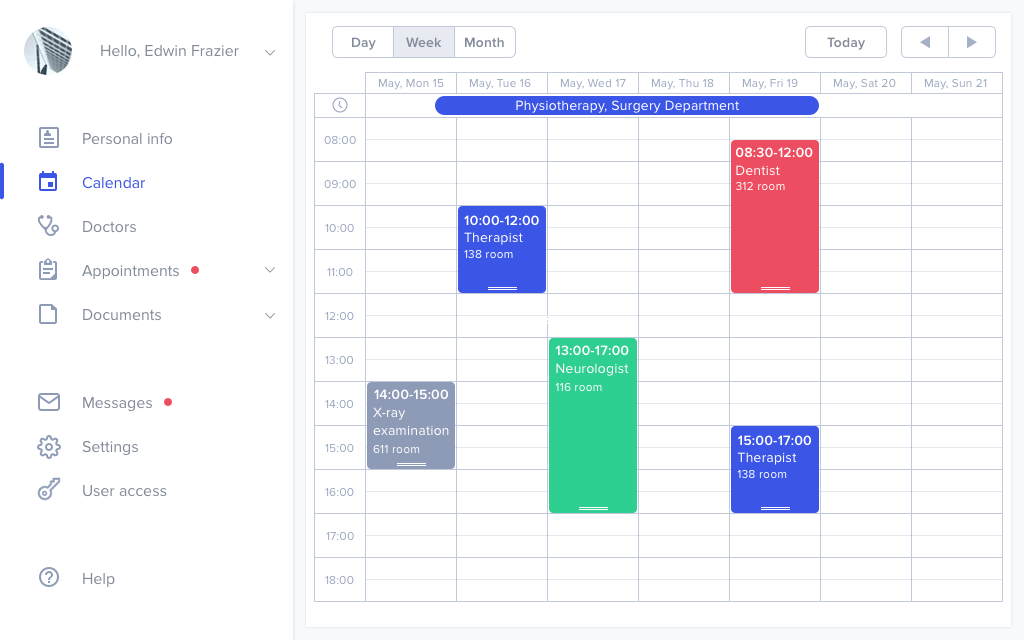 Hello, Edwin Frazier
Personal info
Calendar
Doctors
Appointments
Documents
Messages
Settings
User access
Help
Day Week Month Today
May, Mon 15 May, Tue 16 May, Wed 17 May, Thu 18 May, Fri 19 May, Sat 20 May, Sun 21
Physiotherapy, Surgery Department
08:00
09:00
10:00
11:00
12:00
13:00
14:00
15:00
16:00
17:00
18:00
14:00-15:00
X-ray
examination
611 room
10:00-12:00
Therapist
138 room
13:00-17:00
Neurologist
116 room
08:30-12:00
Dentist
312 room
15:00-17:00
Therapist
138 room